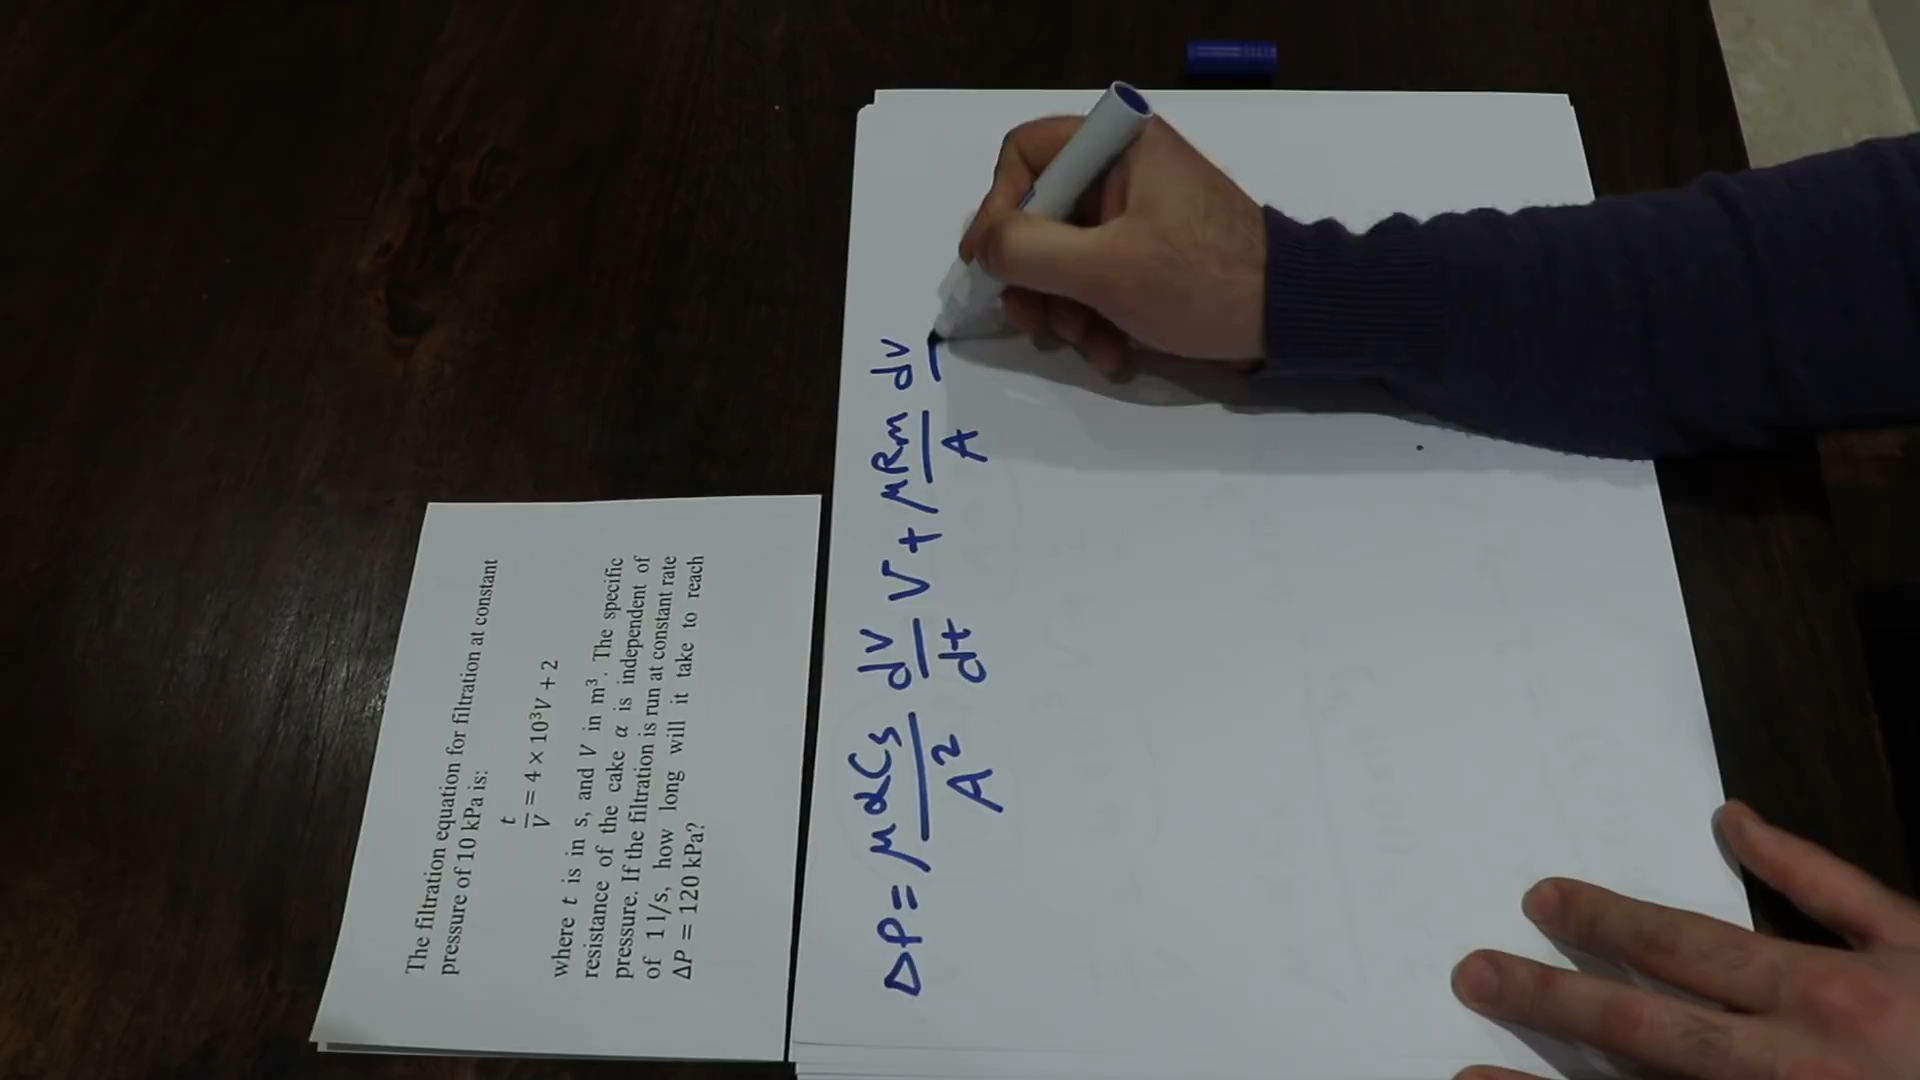 The filtration equation for filtration at constant
pressure of 10 kPa is:
t/V = 4 × 10³V + 2
where t is in s, and V in m³. The specific
resistance of the cake α is independent of
pressure. If the filtration is run at constant rate
of 1 l/s, how long will it take to reach
ΔP = 120 kPa?
ΔP = μαCs/A² dV/dt V + μRm/A dV